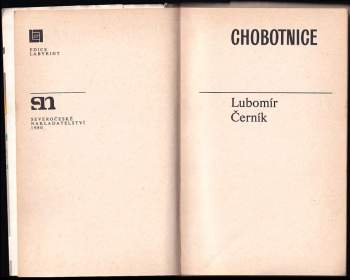 EDICE
LABYRINT
sn
SEVEROČESKÉ
NAKLADATELSTVÍ
1980
CHOBOTNICE
Lubomír
Černík